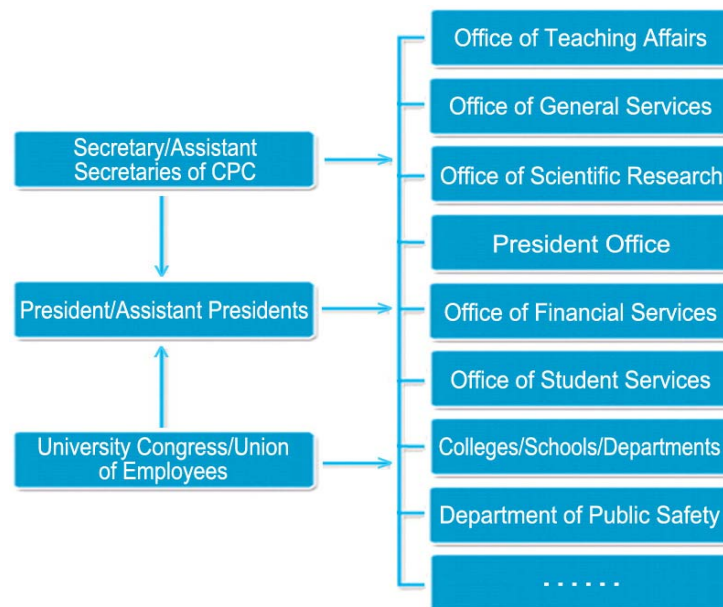 Secretary/Assistant
Secretaries of CPC
President/Assistant Presidents
University Congress/Union
of Employees
Office of Teaching Affairs
Office of General Services
Office of Scientific Research
President Office
Office of Financial Services
Office of Student Services
Colleges/Schools/Departments
Department of Public Safety
......